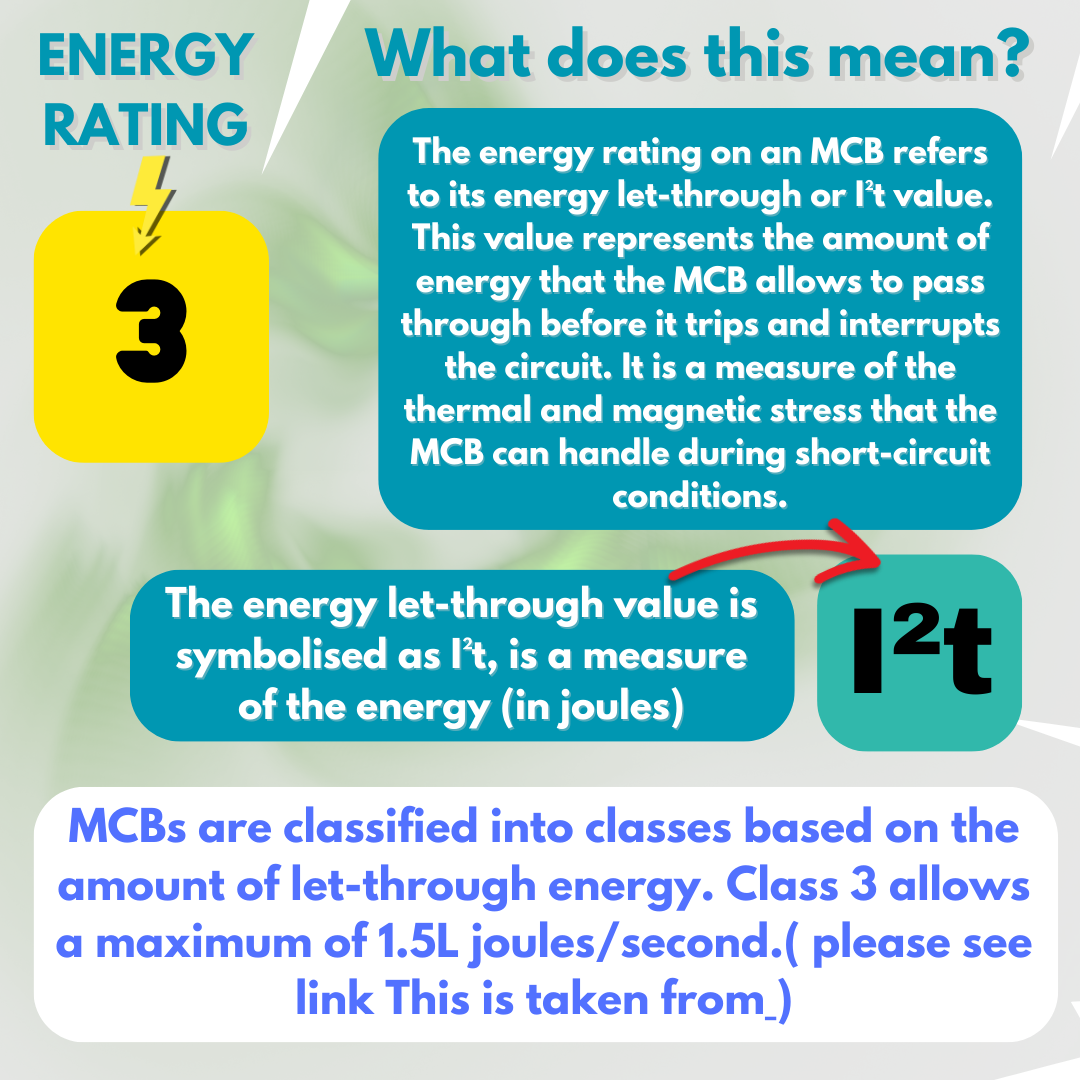 ENERGY
RATING
3
What does this mean?
The energy rating on an MCB refers
to its energy let-through or I²t value.
This value represents the amount of
energy that the MCB allows to pass
through before it trips and interrupts
the circuit. It is a measure of the
thermal and magnetic stress that the
MCB can handle during short-circuit
conditions.
The energy let-through value is
symbolised as I²t, is a measure
of the energy (in joules)
I²t
MCBs are classified into classes based on the
amount of let-through energy. Class 3 allows
a maximum of 1.5L joules/second.( please see
link This is taken from_)